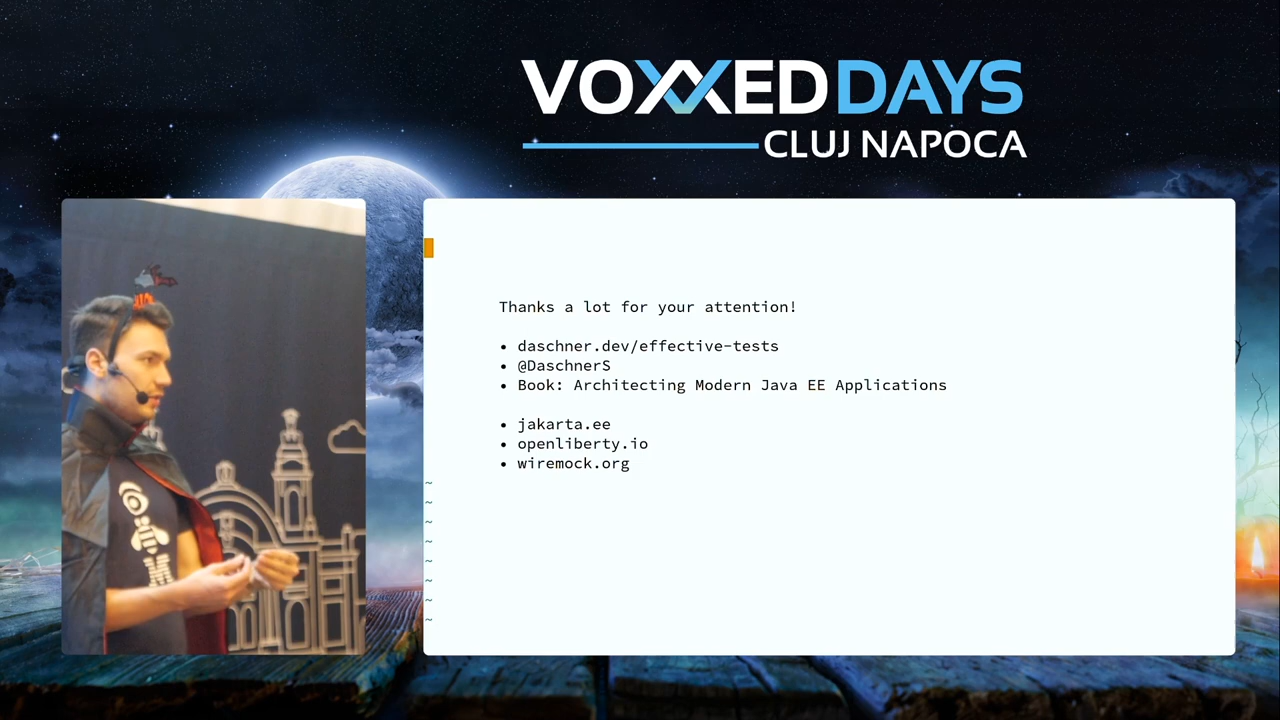 VOXXED DAYS
CLUJ NAPOCA
Thanks a lot for your attention!
• daschner.dev/effective-tests
• @DaschnerS
• Book: Architecting Modern Java EE Applications
• jakarta.ee
• openliberty.io
• wiremock.org
~
~
~
~
~
~
~
~